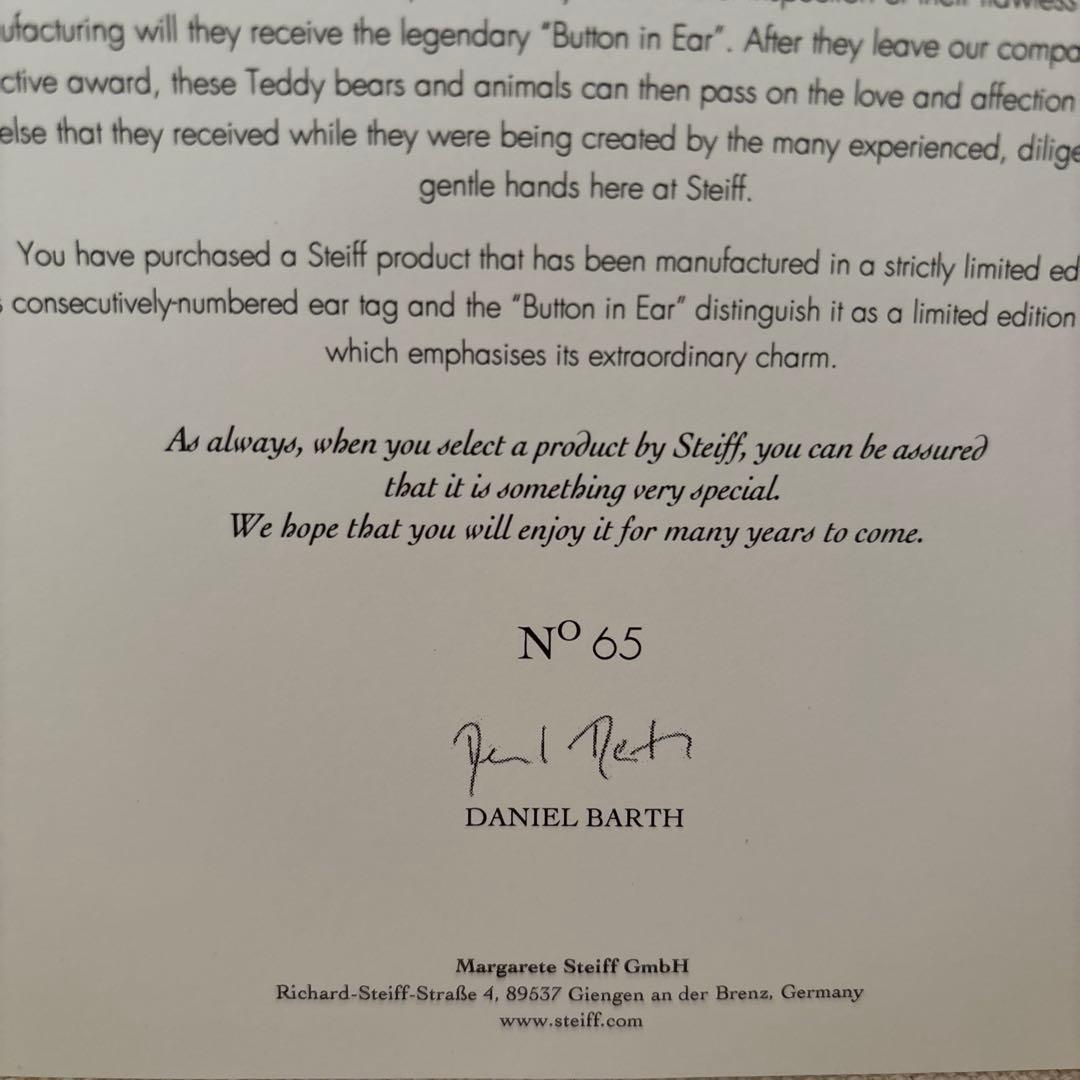 ufacturing will they receive the legendary "Button in Ear". After they leave our compa
ctive award, these Teddy bears and animals can then pass on the love and affection
else that they received while they were being created by the many experienced, dilige
gentle hands here at Steiff.
You have purchased a Steiff product that has been manufactured in a strictly limited ed
consecutively-numbered ear tag and the "Button in Ear" distinguish it as a limited edition
which emphasises its extraordinary charm.
As always, when you select a product by Steiff, you can be assured
that it is something very special.
We hope that you will enjoy it for many years to come.
Nº 65
DANIEL BARTH
Margarete Steiff GmbH
Richard-Steiff-Straße 4, 89537 Giengen an der Brenz, Germany
www.steiff.com